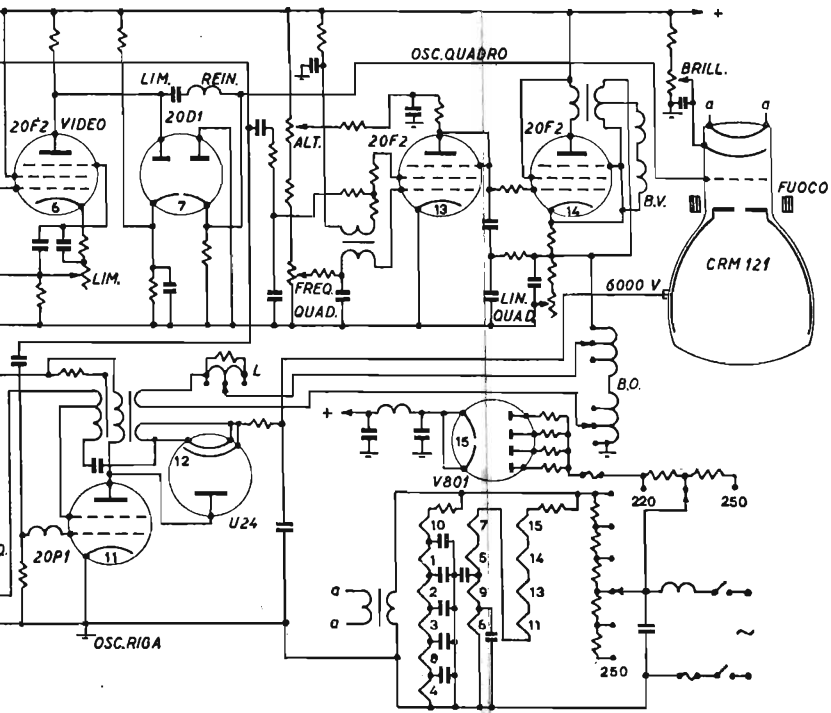 +
OSC. QUADRO
LIM. REIN.
BRILL.
a a
20F2 VIDEO
20D1
ALT.
20F2
20F2
6
7
13
14
B.V.
FUOCO
LIM.
FREQ.
QUAD.
LIN.
QUAD.
6000 V
CRM 121
L
B.O.
+
12
15
V801
U24
220 250
11
20P1
OSC. RIGA
10 7 15
1 5 14
2 9 13
3 6 11
8
4
a
a
250
~